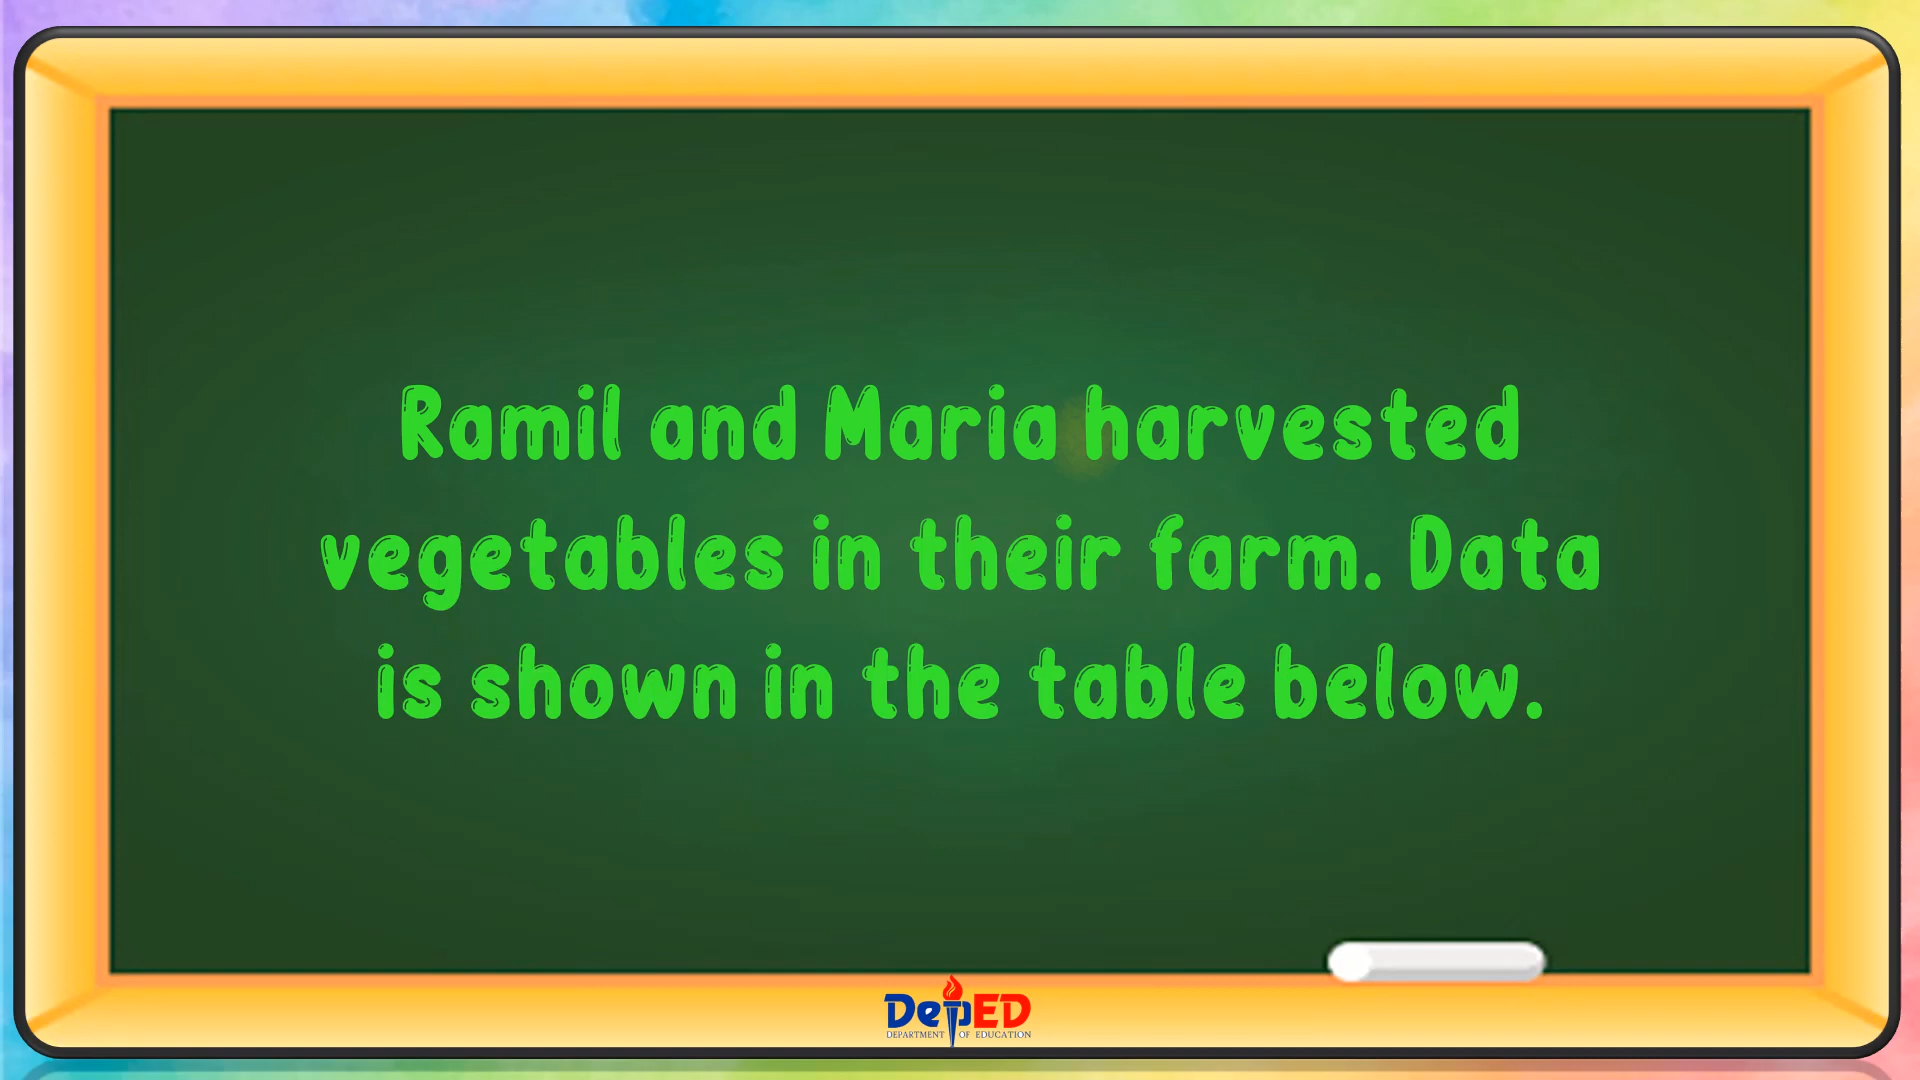 Ramil and Maria harvested
vegetables in their farm. Data
is shown in the table below.
DepED
DEPARTMENT OF EDUCATION